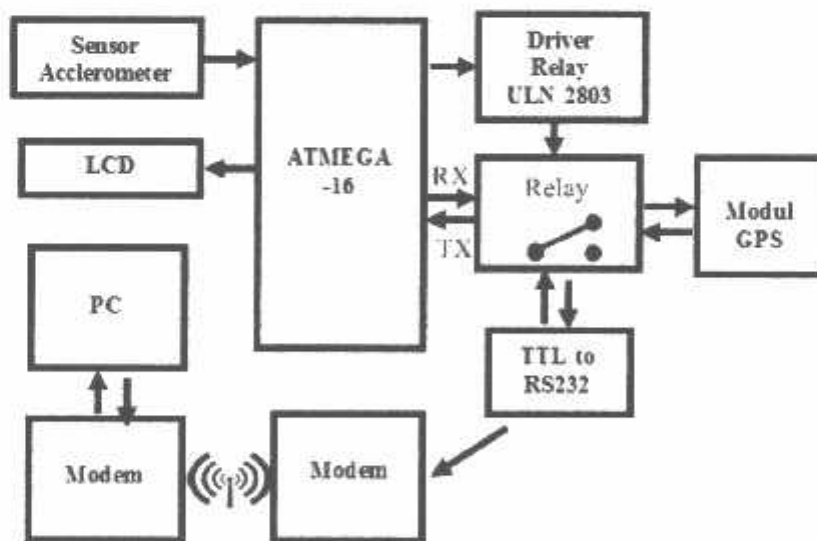 Sensor
Acclerometer
Driver
Relay
ULN 2803
LCD
ATMEGA
-16
RX
TX
Relay
Modul
GPS
PC
TTL to
RS232
Modem
Modem